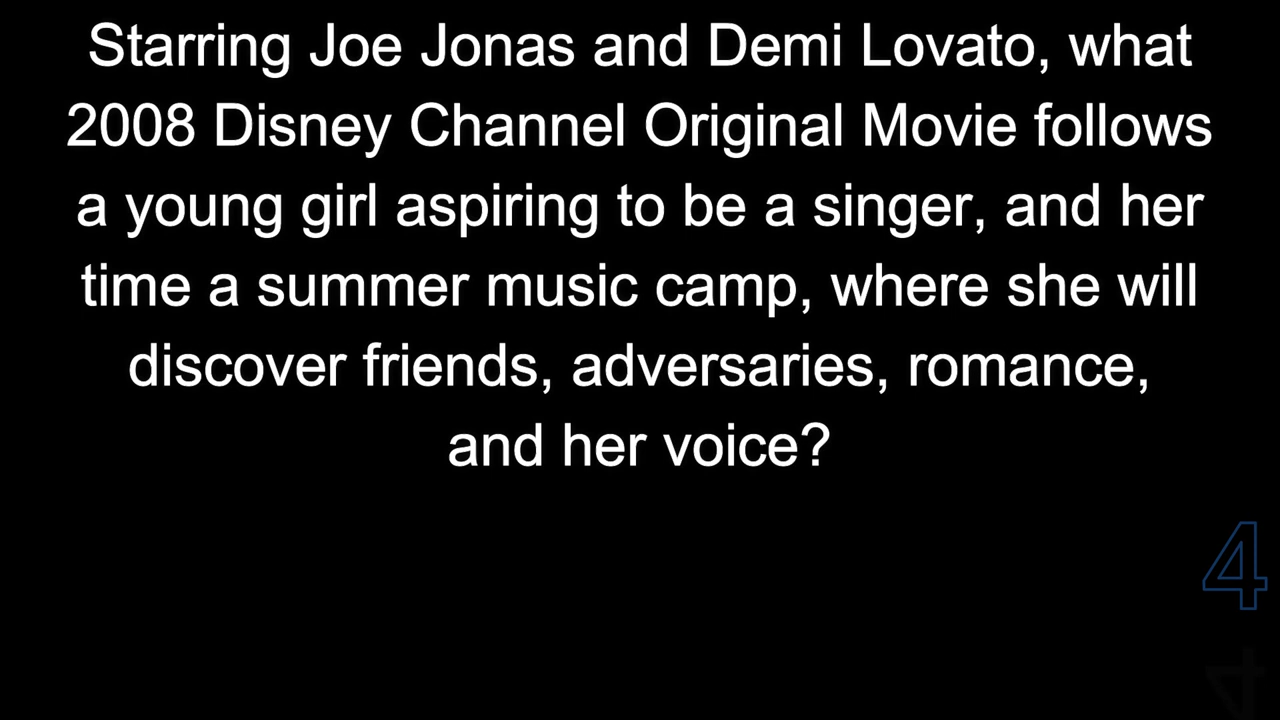 Starring Joe Jonas and Demi Lovato, what
2008 Disney Channel Original Movie follows
a young girl aspiring to be a singer, and her
time a summer music camp, where she will
discover friends, adversaries, romance,
and her voice?
4